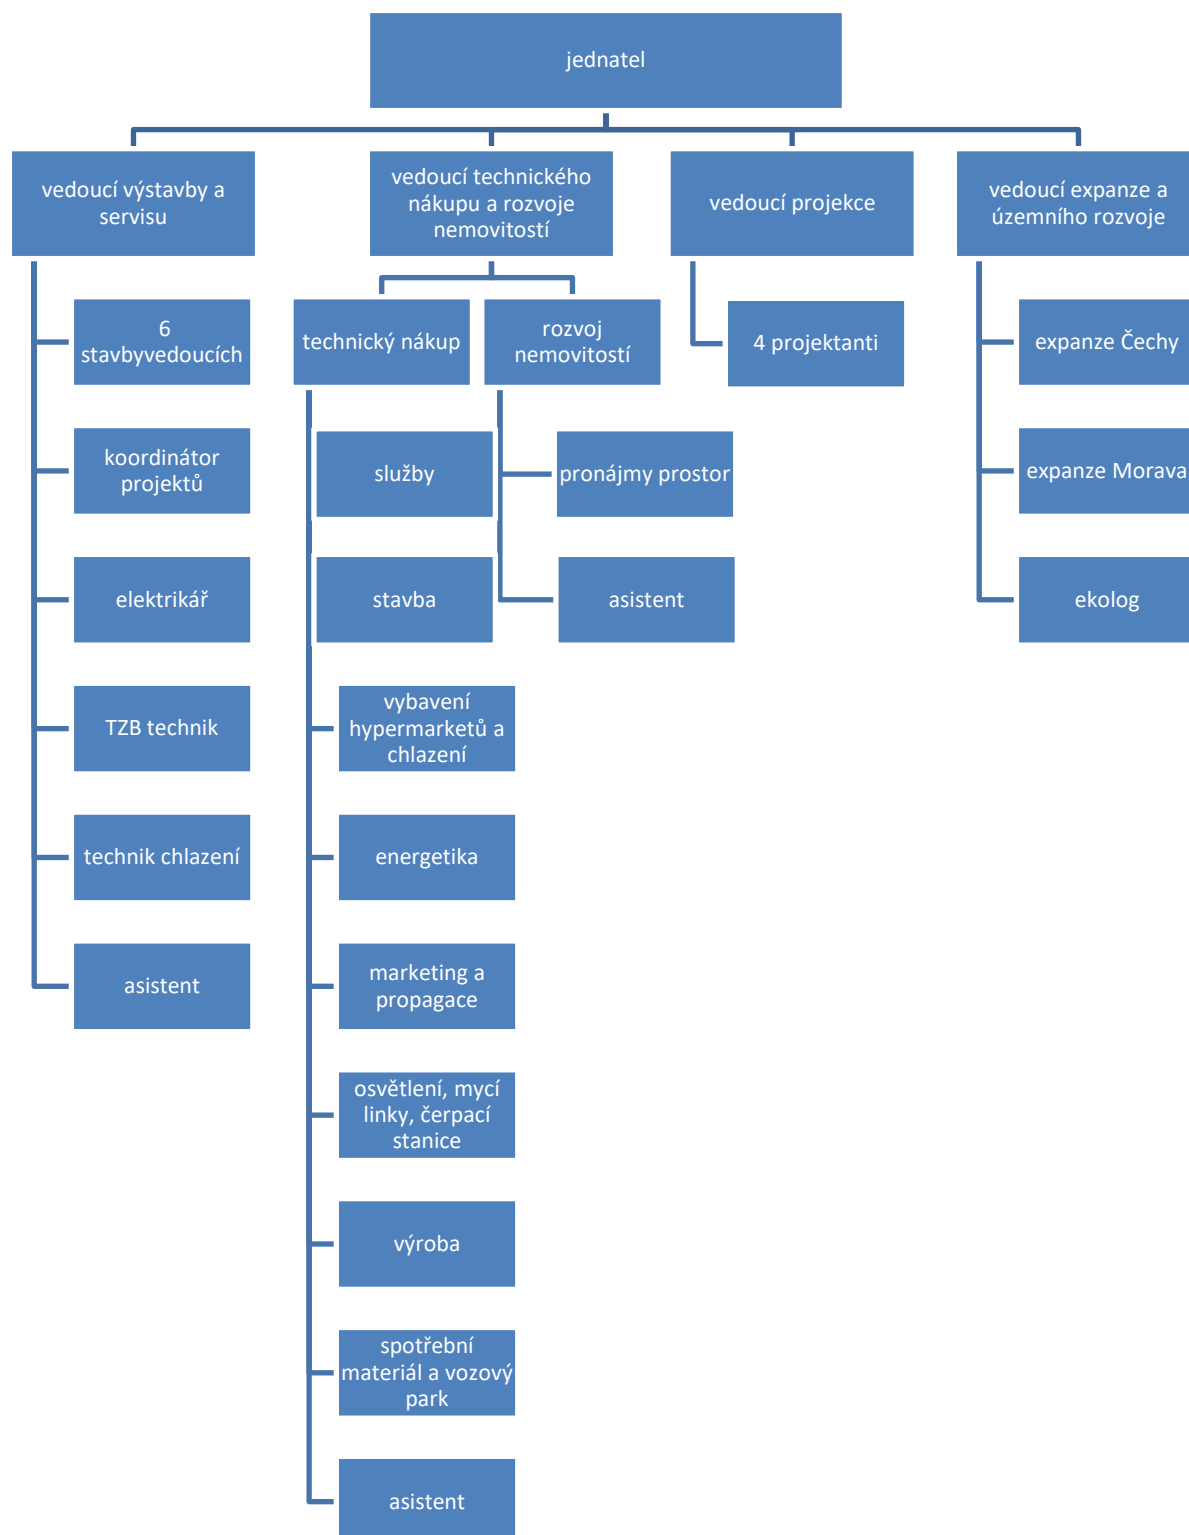 jednatel
vedoucí výstavby a
servisu
vedoucí technického
nákupu a rozvoje
nemovitostí
vedoucí projekce
vedoucí expanze a
územního rozvoje
6
stavbyvedoucích
koordinátor
projektů
elektrikář
TZB technik
technik chlazení
asistent
technický nákup
služby
stavba
vybavení
hypermarketů a
chlazení
energetika
marketing a
propagace
osvětlení, mycí
linky, čerpací
stanice
výroba
spotřební
materiál a vozový
park
asistent
rozvoj
nemovitostí
pronájmy prostor
asistent
4 projektanti
expanze Čechy
expanze Morava
ekolog